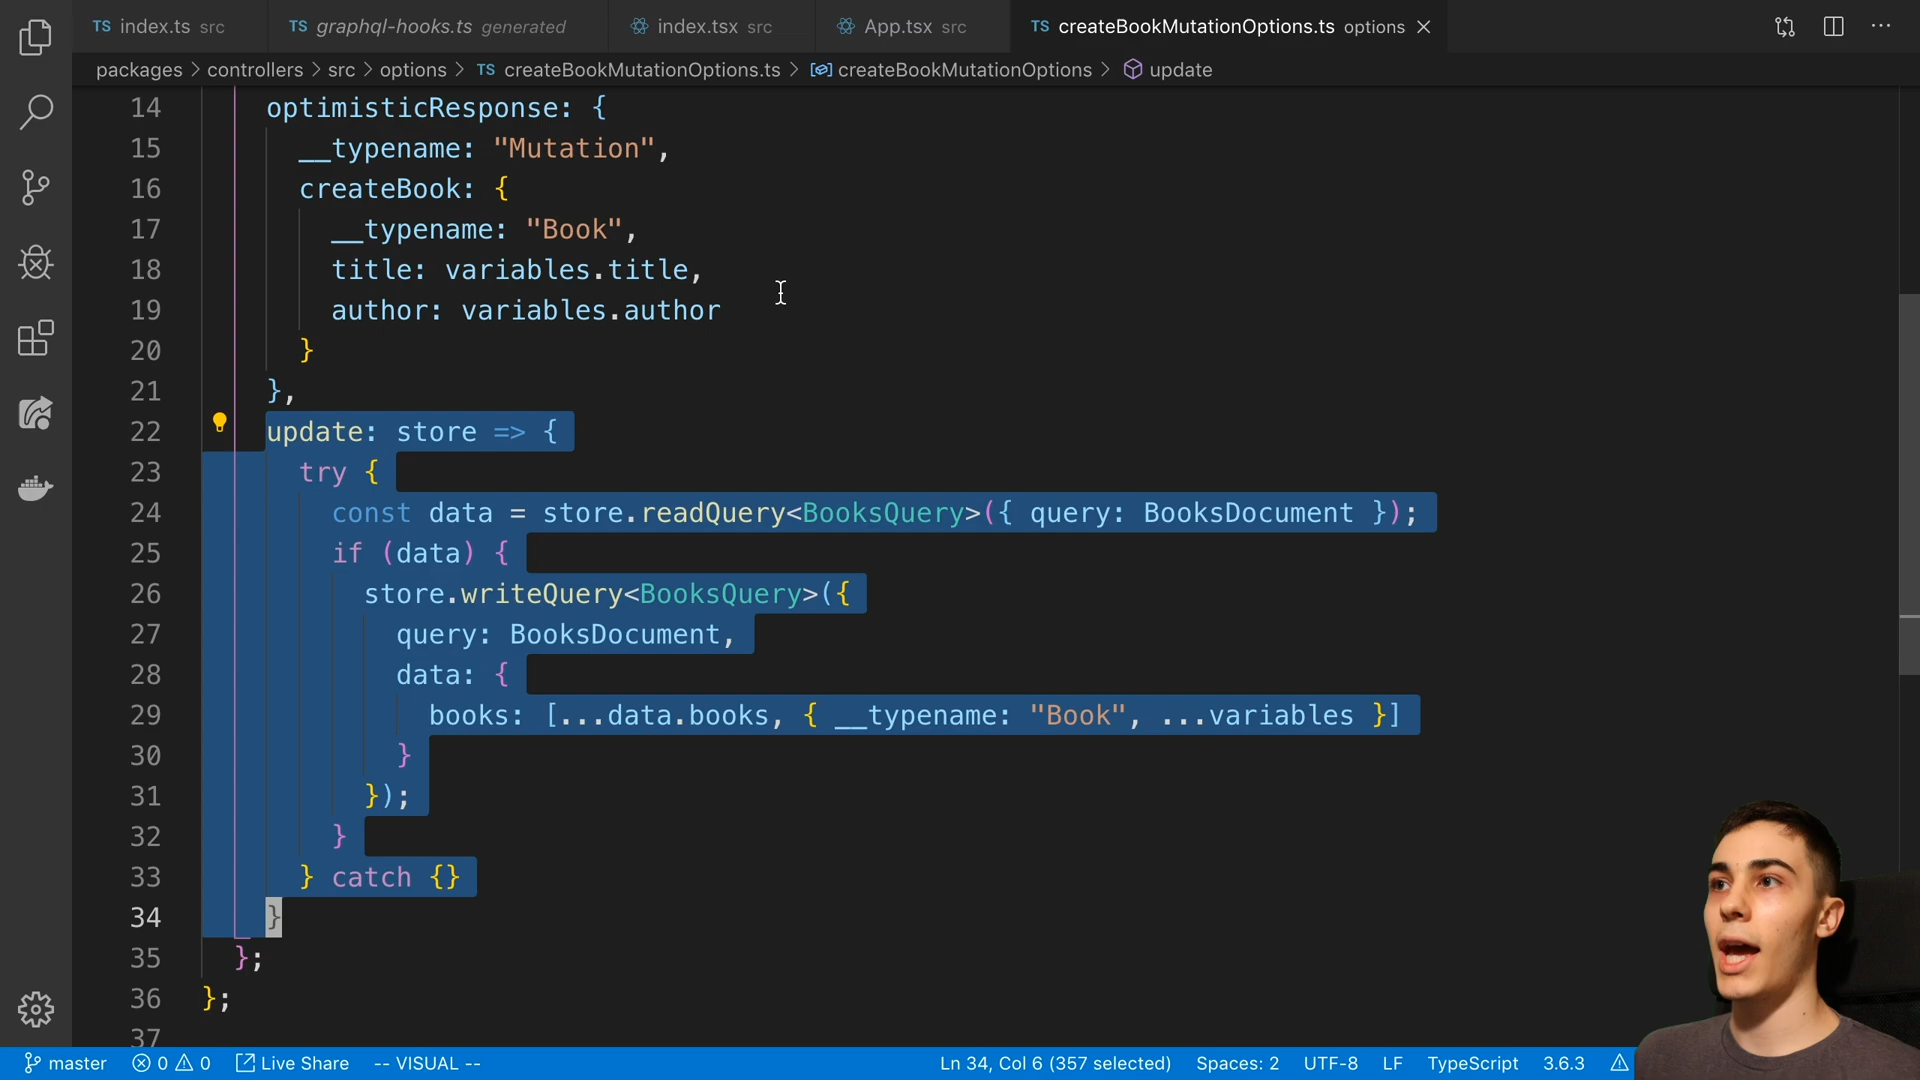 TS index.ts src TS graphql-hooks.ts generated index.tsx src App.tsx src TS createBookMutationOptions.ts options
packages > controllers > src > options > TS createBookMutationOptions.ts > createBookMutationOptions > update
14 optimisticResponse: {
15 __typename: "Mutation",
16 createBook: {
17 __typename: "Book",
18 title: variables.title,
19 author: variables.author
20 }
21 },
22 update: store => {
23 try {
24 const data = store.readQuery<BooksQuery>({ query: BooksDocument });
25 if (data) {
26 store.writeQuery<BooksQuery>({
27 query: BooksDocument,
28 data: {
29 books: [...data.books, { __typename: "Book", ...variables }]
30 }
31 });
32 }
33 } catch {}
34 }
35 };
36 };
37
master 0 0 Live Share -- VISUAL -- Ln 34, Col 6 (357 selected) Spaces: 2 UTF-8 LF TypeScript 3.6.3